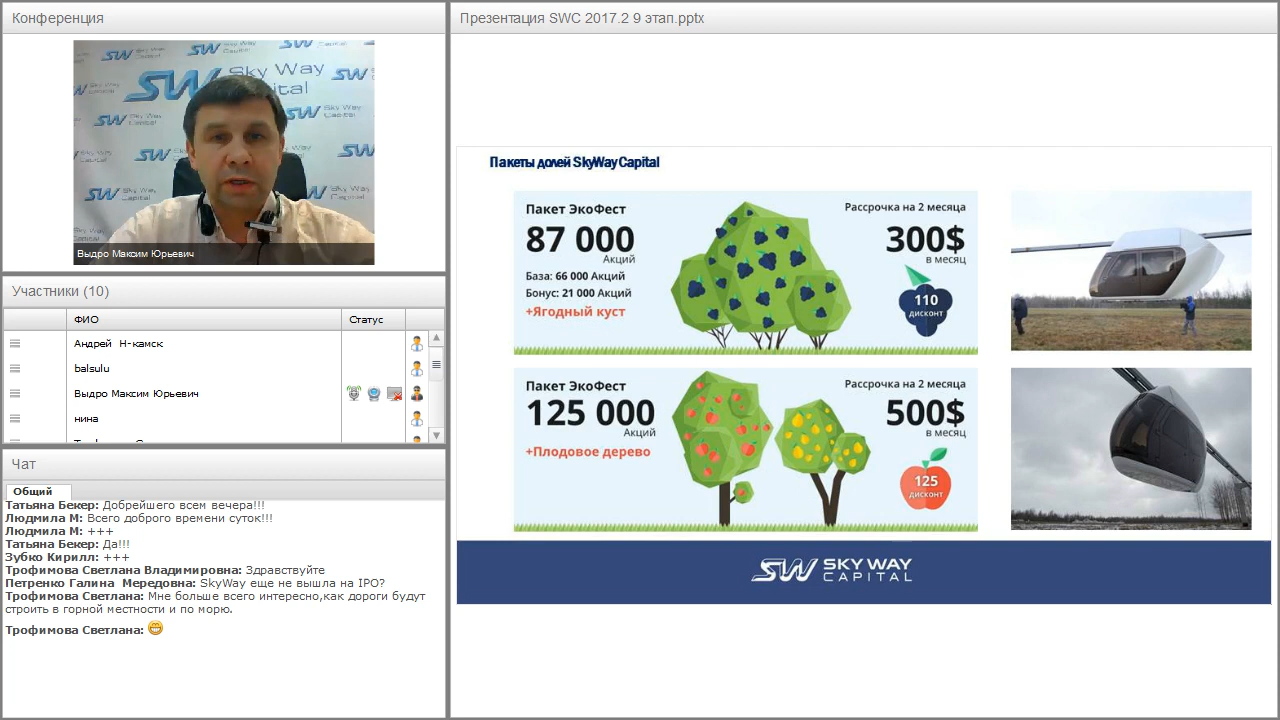 Конференция
Sky Way
Capital
Выдро Максим Юрьевич
Участники (10)
ФИО
Статус
Андрей Н-камск
balsulu
Выдро Максим Юрьевич
нина
Чат
Общий
Татьяна Бекер: Добрейшего всем вечера!!!
Людмила М: Всего доброго времени суток!!!
Людмила М: +++
Татьяна Бекер: Да!!!
Зубко Кирилл: +++
Трофимова Светлана Владимировна: Здравствуйте
Петренко Галина Мередовна: SkyWay еще не вышла на IPO?
Трофимова Светлана: Мне больше всего интересно,как дороги будут
строить в горной местности и по морю.
Трофимова Светлана:
Презентация SWC 2017.2 9 этап.pptx
Пакеты долей SkyWay Capital
Пакет ЭкоФест
87 000
Акций
База: 66 000 Акций
Бонус: 21 000 Акций
+Ягодный куст
Рассрочка на 2 месяца
300$
в месяц
110
дисконт
Пакет ЭкоФест
125 000
Акций
+Плодовое дерево
Рассрочка на 2 месяца
500$
в месяц
125
дисконт
SW SKY WAY
CAPITAL